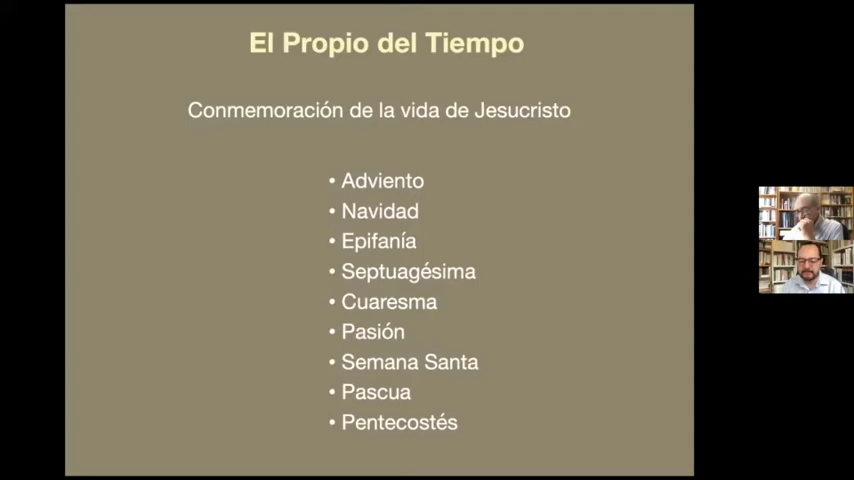 El Propio del Tiempo
Conmemoración de la vida de Jesucristo
• Adviento
• Navidad
• Epifanía
• Septuagésima
• Cuaresma
• Pasión
• Semana Santa
• Pascua
• Pentecostés